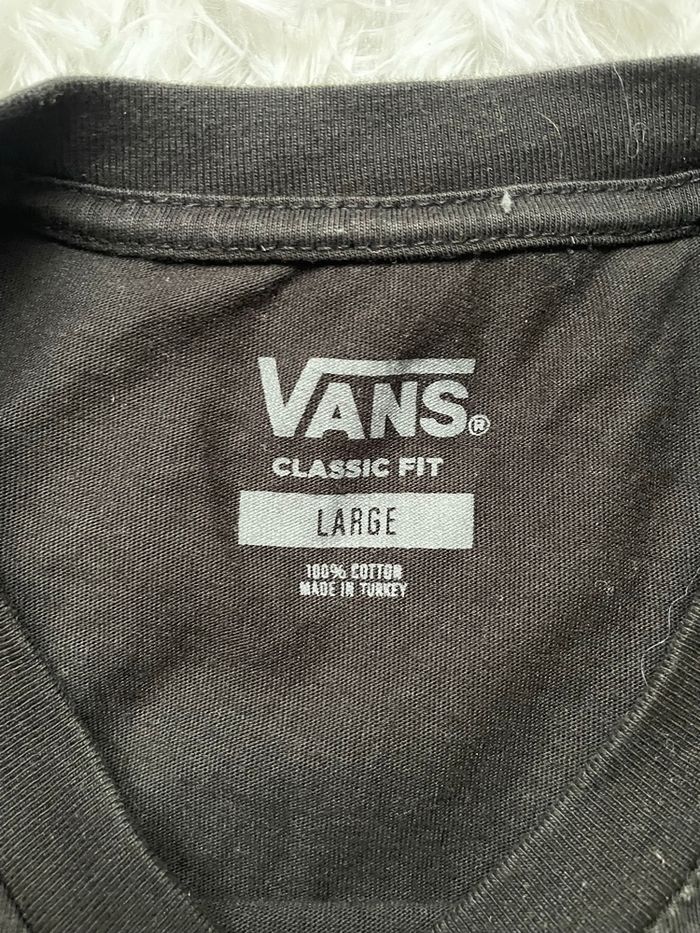 VANS®
CLASSIC FIT
LARGE
100% COTTON
MADE IN TURKEY